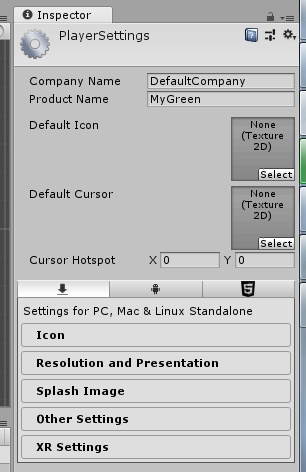 Inspector
PlayerSettings
Company Name DefaultCompany
Product Name MyGreen
Default Icon
None
(Texture
2D)
Select
Default Cursor
None
(Texture
2D)
Select
Cursor Hotspot X 0 Y 0
Settings for PC, Mac & Linux Standalone
Icon
Resolution and Presentation
Splash Image
Other Settings
XR Settings